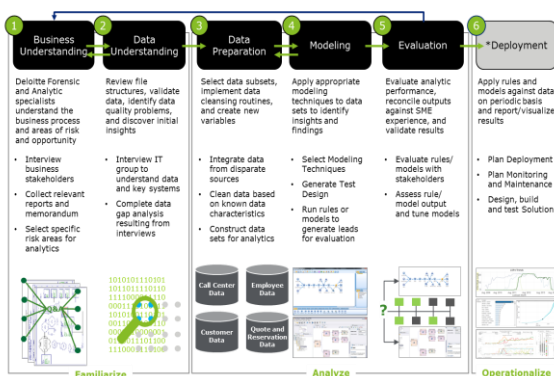 1
Business
Understanding
Deloitte Forensic
and Analytic
specialists
understand the
business process
and areas of risk
and opportunity
• Interview
business
stakeholders
• Collect relevant
reports and
memorandum
• Select specific
risk areas for
analytics
Q&A
2
Data
Understanding
Review file
structures, validate
data, identify data
quality problems,
and discover initial
insights
• Interview IT
group to
understand data
and key systems
• Complete data
gap analysis
resulting from
interviews
3
Data
Preparation
Select data subsets,
implement data
cleansing routines,
and create new
variables
• Integrate data
from disparate
sources
• Clean data based
on known data
characteristics
• Construct data
sets for analytics
Call Center
Data
Employee
Data
Customer
Data
Quote and
Reservation
Data
4
Modeling
Apply appropriate
modeling
techniques to data
sets to identify
insights and
findings
• Select Modeling
Techniques
• Generate Test
Design
• Run rules or
models to
generate leads
for evaluation
5
Evaluation
Evaluate analytic
performance,
reconcile outputs
against SME
experience, and
validate results
• Evaluate rules/
models with
stakeholders
• Assess rule/
model output
and tune models
?
6
*Deployment
Apply rules and
models against data
on periodic basis
and report/visualize
results
• Plan Deployment
• Plan Monitoring
and Maintenance
• Design, build
and test Solution
Familiarize
Analyze
Operationalize